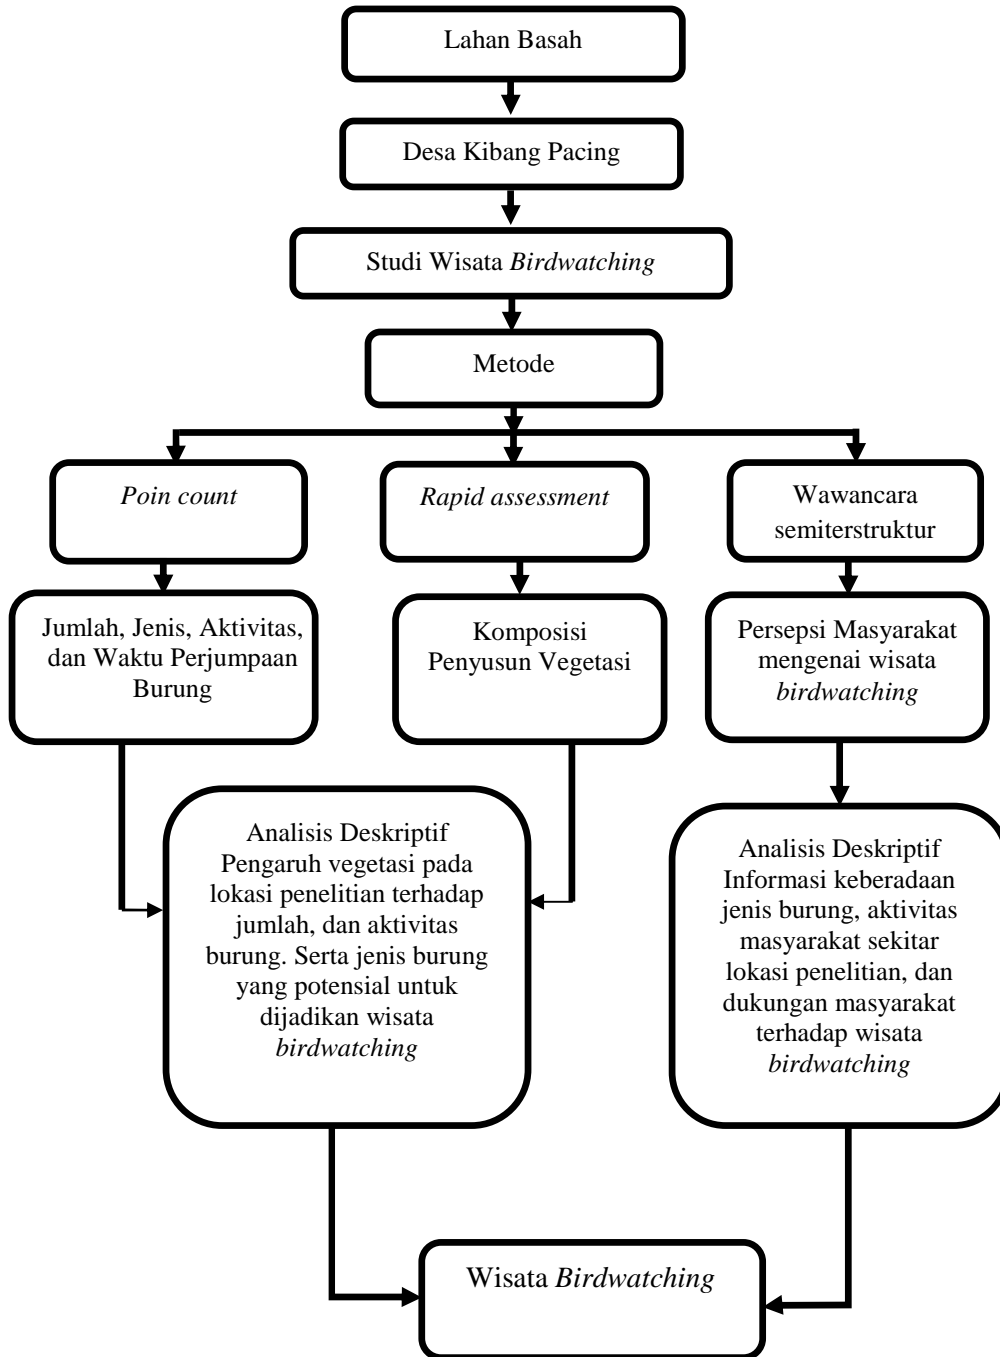 Lahan Basah
Desa Kibang Pacing
Studi Wisata Birdwatching
Metode
Poin count
Rapid assessment
Wawancara
semiterstruktur
Jumlah, Jenis, Aktivitas,
dan Waktu Perjumpaan
Burung
Komposisi
Penyusun Vegetasi
Persepsi Masyarakat
mengenai wisata
birdwatching
Analisis Deskriptif
Pengaruh vegetasi pada
lokasi penelitian terhadap
jumlah, dan aktivitas
burung. Serta jenis burung
yang potensial untuk
dijadikan wisata
birdwatching
Analisis Deskriptif
Informasi keberadaan
jenis burung, aktivitas
masyarakat sekitar
lokasi penelitian, dan
dukungan masyarakat
terhadap wisata
birdwatching
Wisata Birdwatching